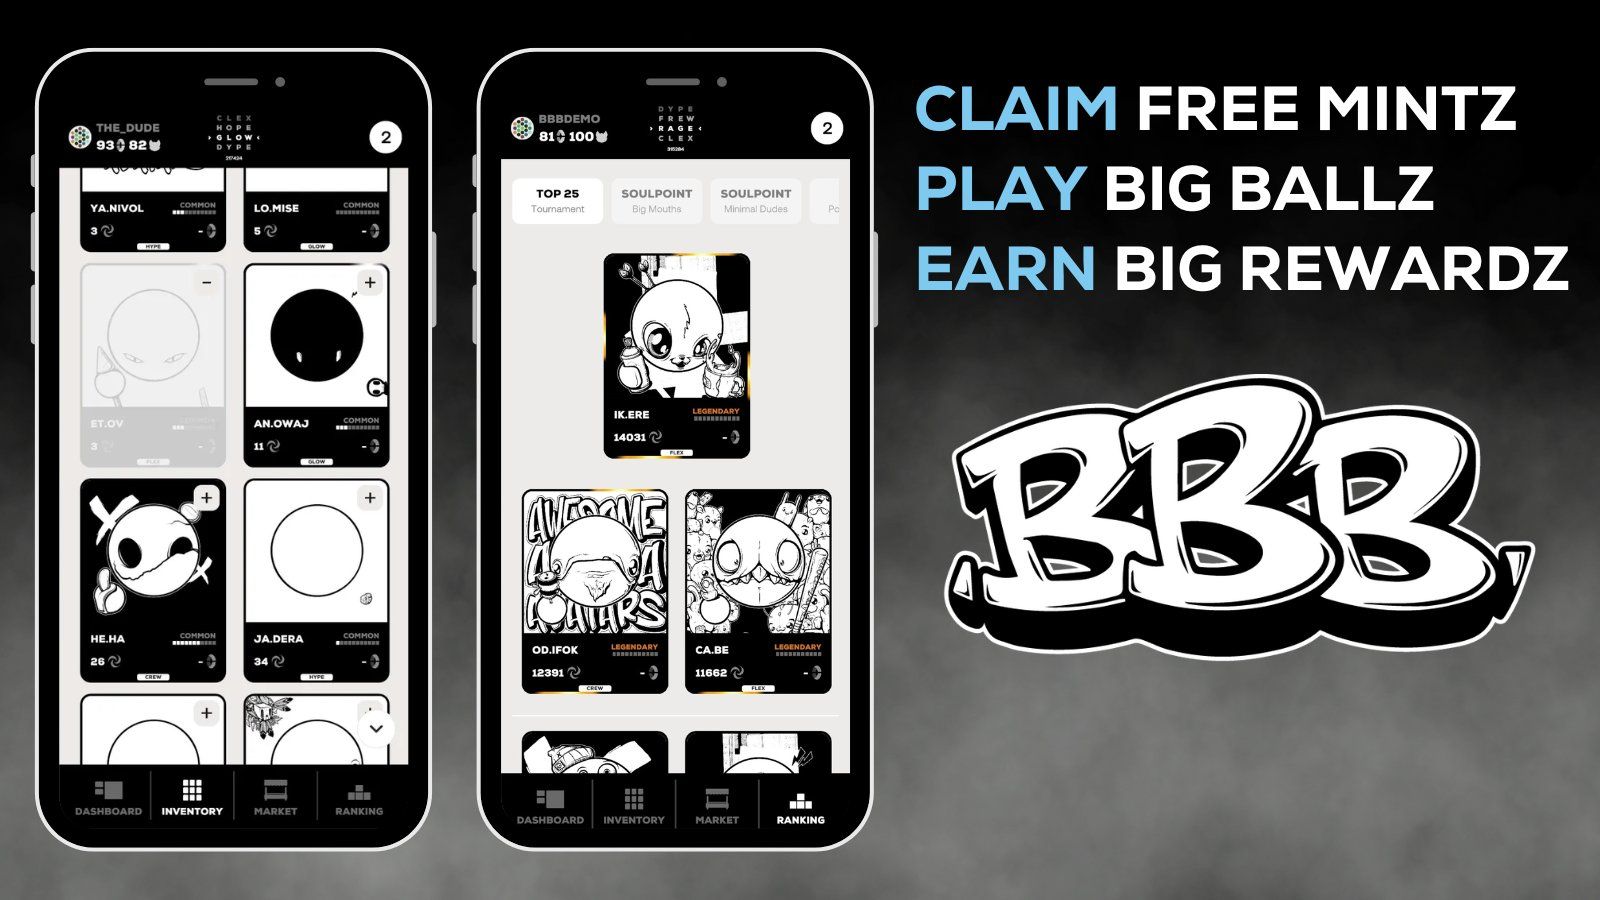 THE_DUDE
93 82
CLEX
HOPE
GLOW
DYPE
217424
2
YA.NIVOL COMMON
3 -
HYPE
LO.MISE COMMON
5 -
GLOW
ET.OV
3 -
FLEX
AN.OWAJ COMMON
11 -
GLOW
HE.HA COMMON
26 -
CREW
JA.DERA COMMON
34 -
HYPE
DASHBOARD INVENTORY MARKET RANKING
BBBDEMO
81 100
DYPE
FREW
RAGE
CLEX
2
TOP 25
Tournament
SOULPOINT
Big Mouths
SOULPOINT
Minimal Dudes
Po
IK.ERE LEGENDARY
14031 -
FLEX
AWESOME
AVATARS
OD.IFOK LEGENDARY
12391 -
CREW
CA.BE LEGENDARY
11662 -
FLEX
DASHBOARD INVENTORY MARKET RANKING
CLAIM FREE MINTZ
PLAY BIG BALLZ
EARN BIG REWARDZ
BBB